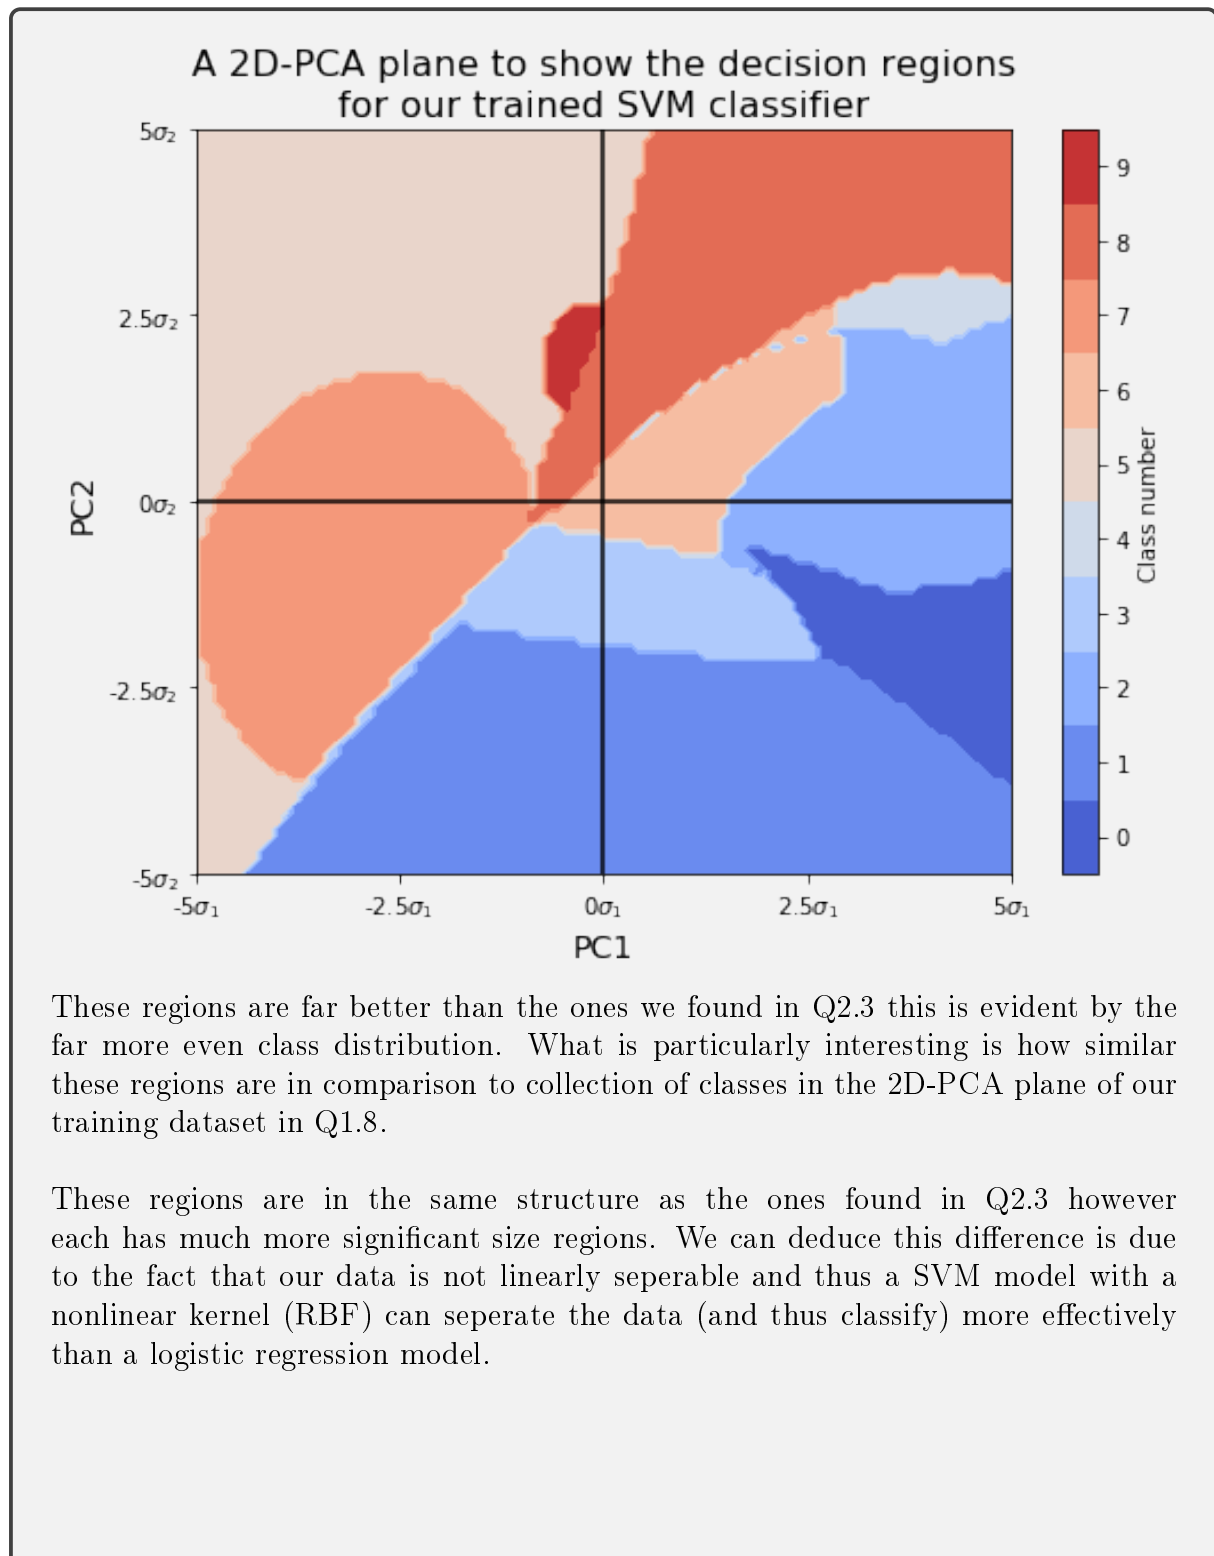 A 2D-PCA plane to show the decision regions
for our trained SVM classifier
5σ₂
2.5σ₂
0σ₂
-2.5σ₂
-5σ₂
PC2
-5σ₁
-2.5σ₁
0σ₁
2.5σ₁
5σ₁
PC1
9
8
7
6
5
4
3
2
1
0
Class number
These regions are far better than the ones we found in Q2.3 this is evident by the
far more even class distribution. What is particularly interesting is how similar
these regions are in comparison to collection of classes in the 2D-PCA plane of our
training dataset in Q1.8.
These regions are in the same structure as the ones found in Q2.3 however
each has much more significant size regions. We can deduce this difference is due
to the fact that our data is not linearly seperable and thus a SVM model with a
nonlinear kernel (RBF) can seperate the data (and thus classify) more effectively
than a logistic regression model.